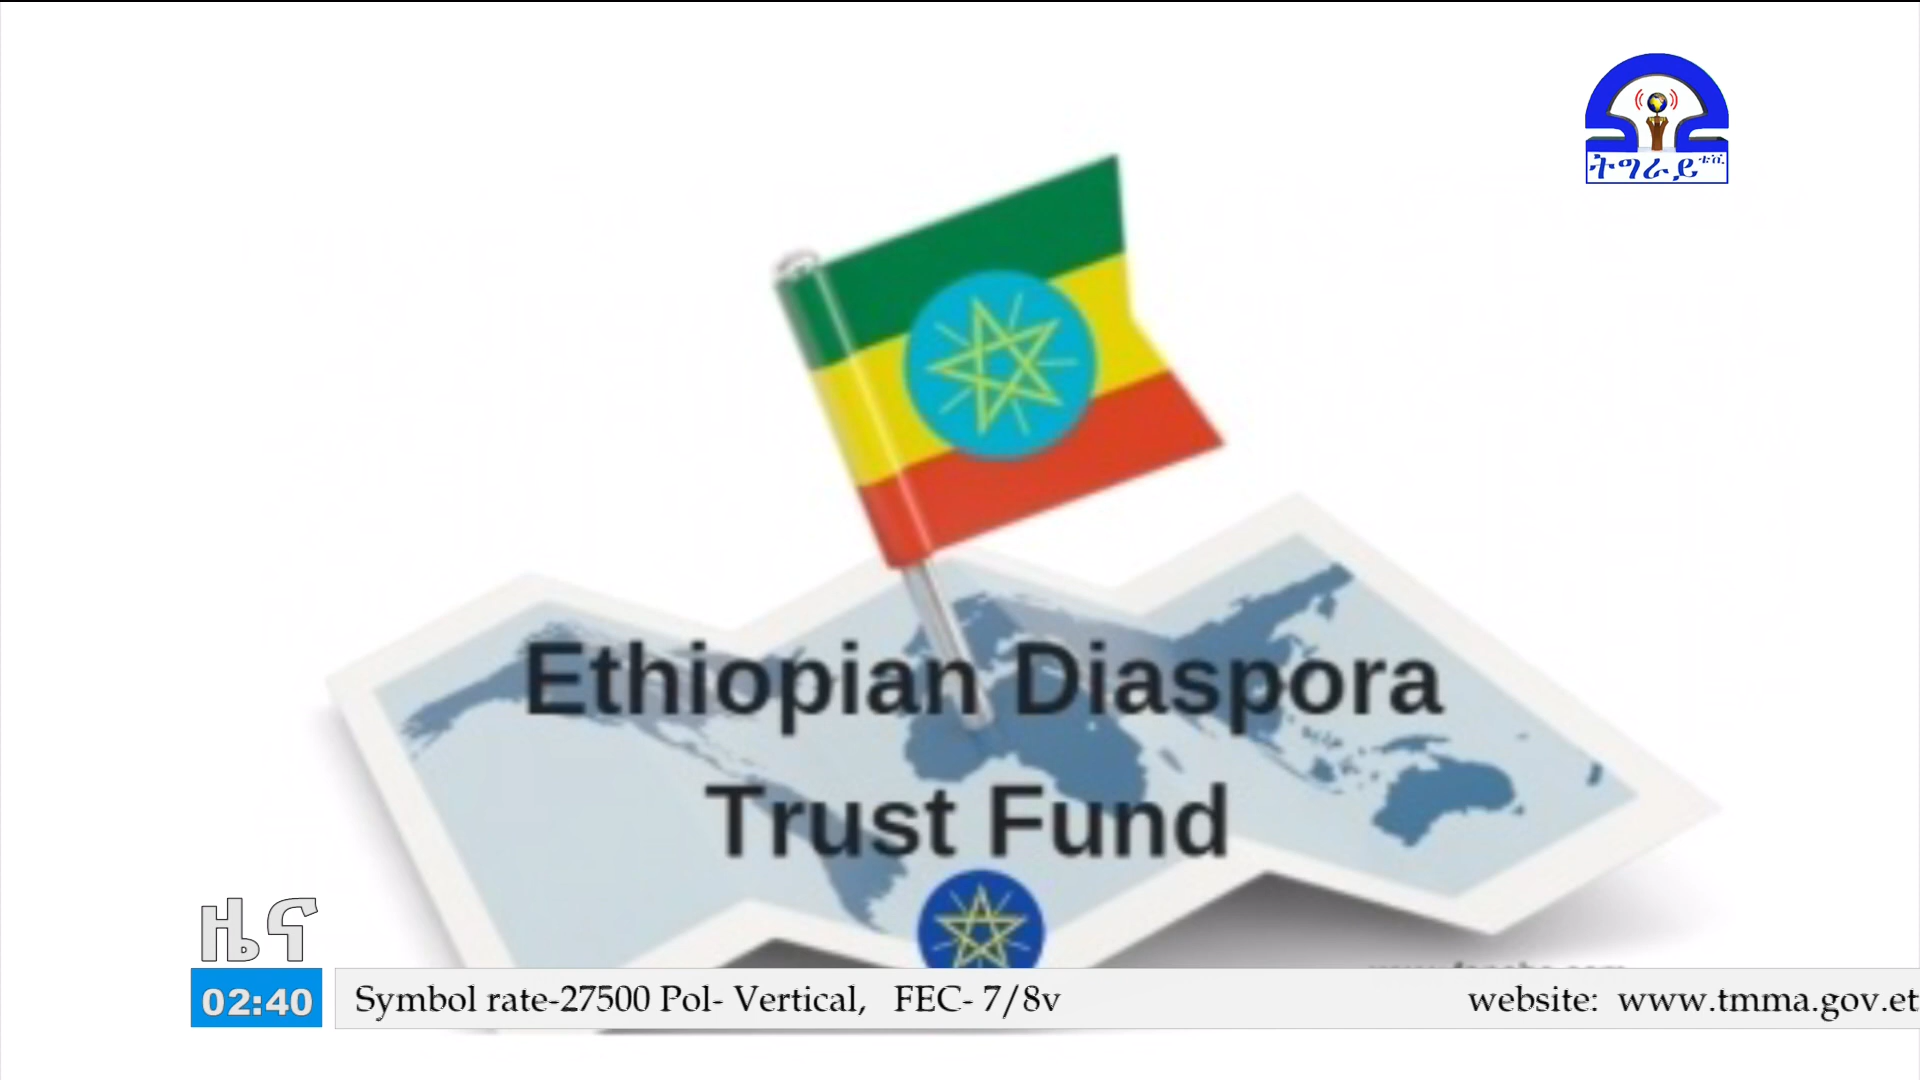 ትግራይ ቴቪ
Ethiopian Diaspora
Trust Fund
ዜና
02:40
Symbol rate-27500 Pol- Vertical, FEC- 7/8v
website: www.tmma.gov.et